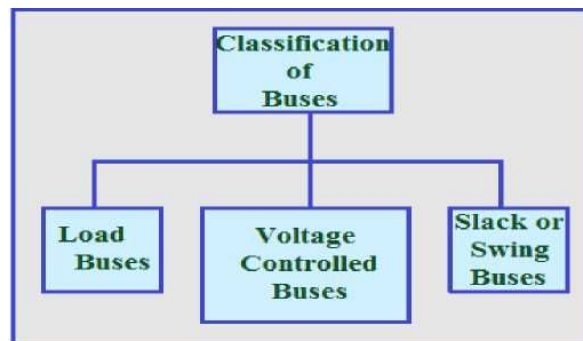 Classification
of
Buses
Load
Buses
Voltage
Controlled
Buses
Slack or
Swing
Buses